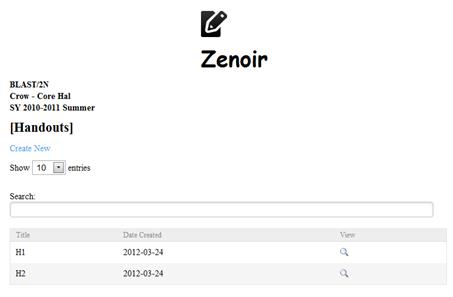 Zenoir
BLAST/2N
Crow - Core Hal
SY 2010-2011 Summer
[Handouts]
Create New
Show 10 entries
Search:
Title Date Created View
H1 2012-03-24
H2 2012-03-24